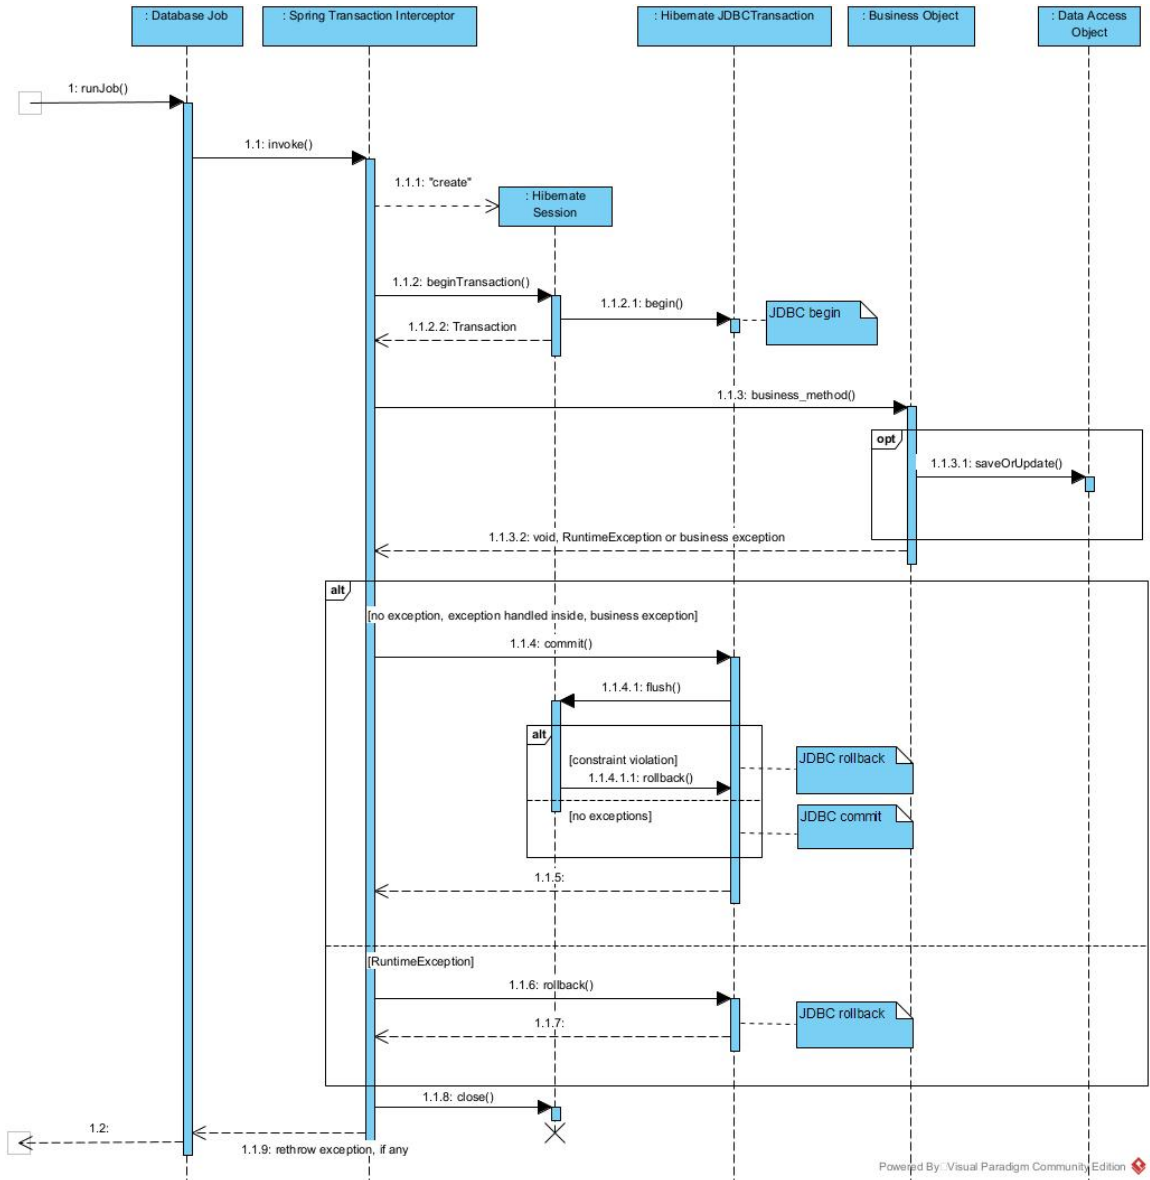 : Database Job
: Spring Transaction Interceptor
: Hibernate JDBCTransaction
: Business Object
: Data Access
Object
1: runJob()
1.1: invoke()
1.1.1: "create"
: Hibernate
Session
1.1.2: beginTransaction()
1.1.2.1: begin()
JDBC begin
1.1.2.2: Transaction
1.1.3: business_method()
opt
1.1.3.1: saveOrUpdate()
1.1.3.2: void, RuntimeException or business exception
alt
[no exception, exception handled inside, business exception]
1.1.4: commit()
1.1.4.1: flush()
alt
[constraint violation]
JDBC rollback
1.1.4.1.1: rollback()
[no exceptions]
JDBC commit
1.1.5:
[RuntimeException]
1.1.6: rollback()
JDBC rollback
1.1.7:
1.1.8: close()
1.2:
1.1.9: rethrow exception, if any
Powered By Visual Paradigm Community Edition